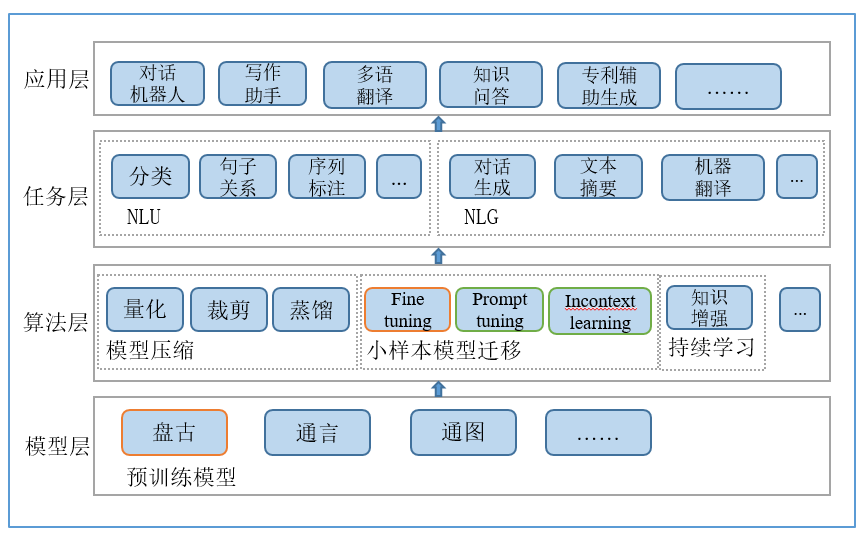 应用层
对话
机器人
写作
助手
多语
翻译
知识
问答
专利辅
助生成
……
任务层
分类
句子
关系
序列
标注
...
NLU
对话
生成
文本
摘要
机器
翻译
...
NLG
算法层
量化
裁剪
蒸馏
模型压缩
Fine
tuning
Prompt
tuning
Incontext
learning
小样本模型迁移
知识
增强
持续学习
...
模型层
盘古
通言
通图
……
预训练模型